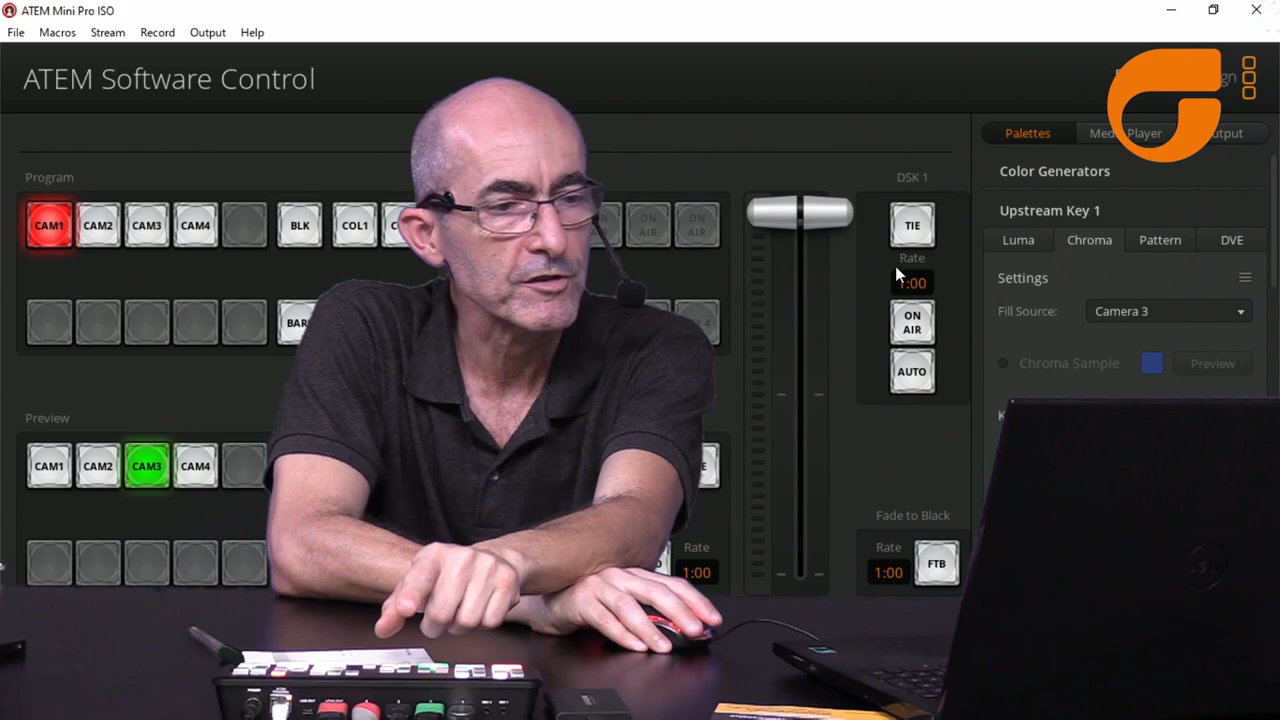 ATEM Mini Pro ISO
File Macros Stream Record Output Help
ATEM Software Control
Palettes
Program
DSK 1
Color Generators
CAM1 CAM2 CAM3 CAM4 BLK COL1
ON AIR ON AIR
TIE
Upstream Key 1
Luma Chroma Pattern DVE
Rate
1:00
Settings
Fill Source: Camera 3
BAR
ON AIR
AUTO
Chroma Sample Preview
Preview
CAM1 CAM2 CAM3 CAM4
Fade to Black
Rate
1:00
Rate
1:00
FTB